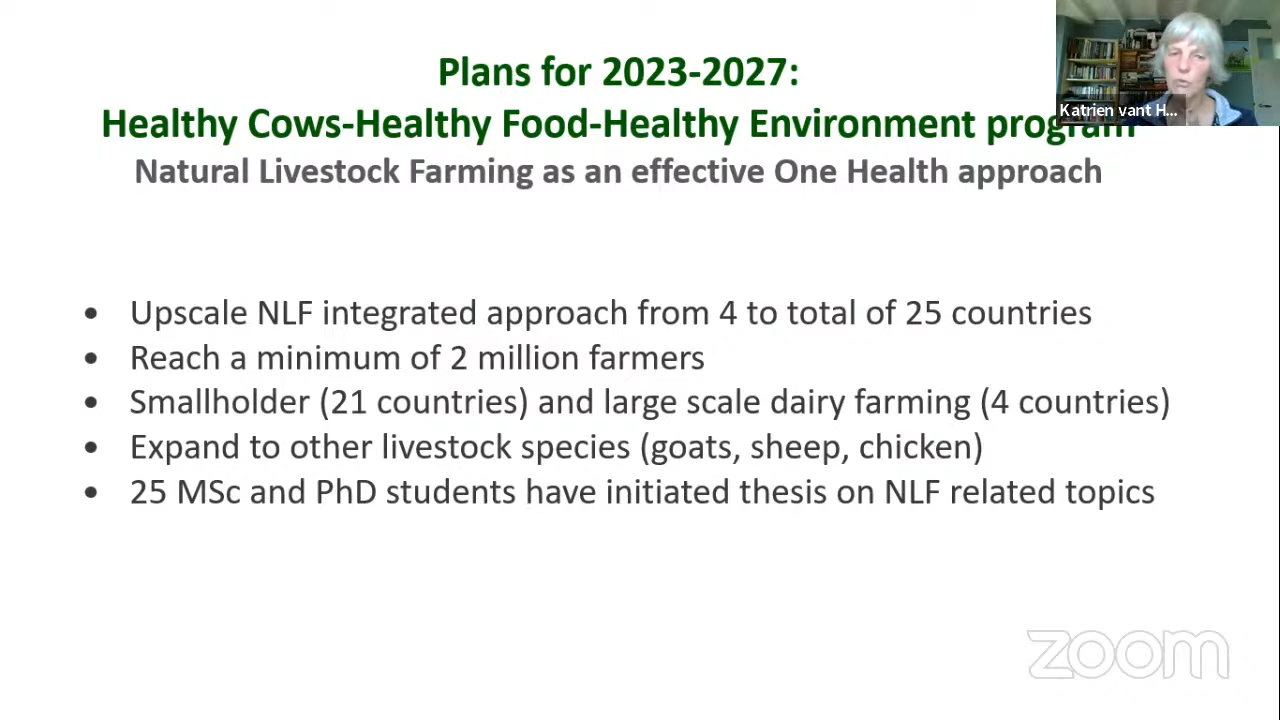 Plans for 2023-2027:
Healthy Cows-Healthy Food-Healthy Environment program
Natural Livestock Farming as an effective One Health approach
Katrien vant H...
• Upscale NLF integrated approach from 4 to total of 25 countries
• Reach a minimum of 2 million farmers
• Smallholder (21 countries) and large scale dairy farming (4 countries)
• Expand to other livestock species (goats, sheep, chicken)
• 25 MSc and PhD students have initiated thesis on NLF related topics
zoom